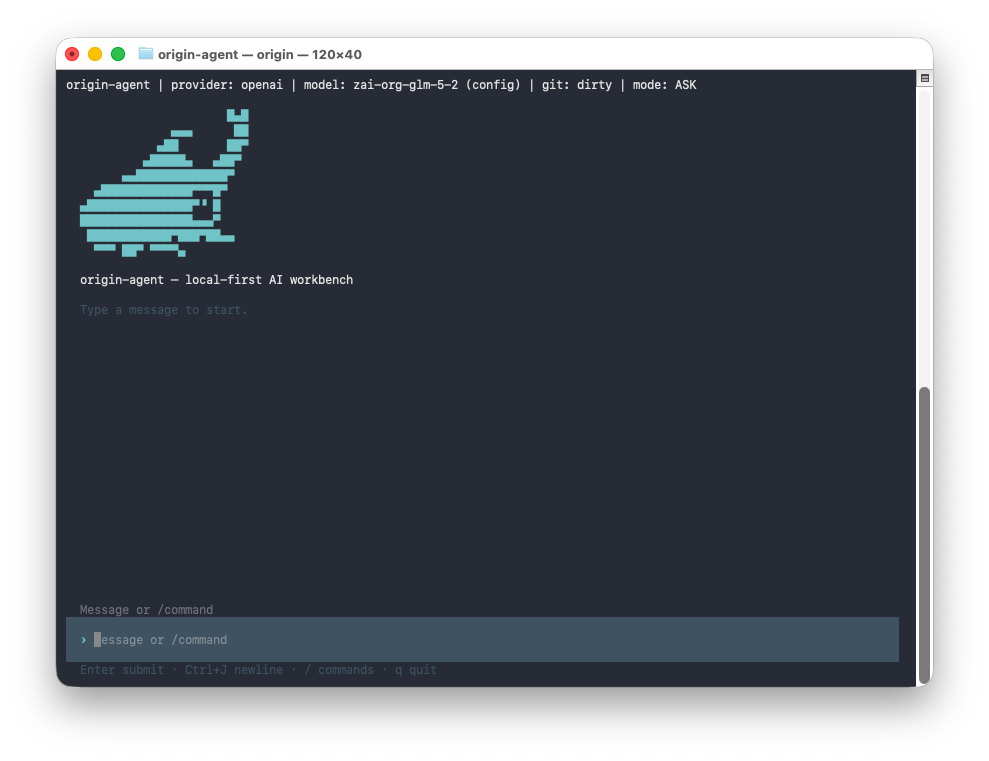 origin-agent — origin — 120×40
origin-agent | provider: openai | model: zai-org-glm-5-2 (config) | git: dirty | mode: ASK
origin-agent — local-first AI workbench
Type a message to start.
Message or /command
› essage or /command
Enter submit · Ctrl+J newline · / commands · q quit